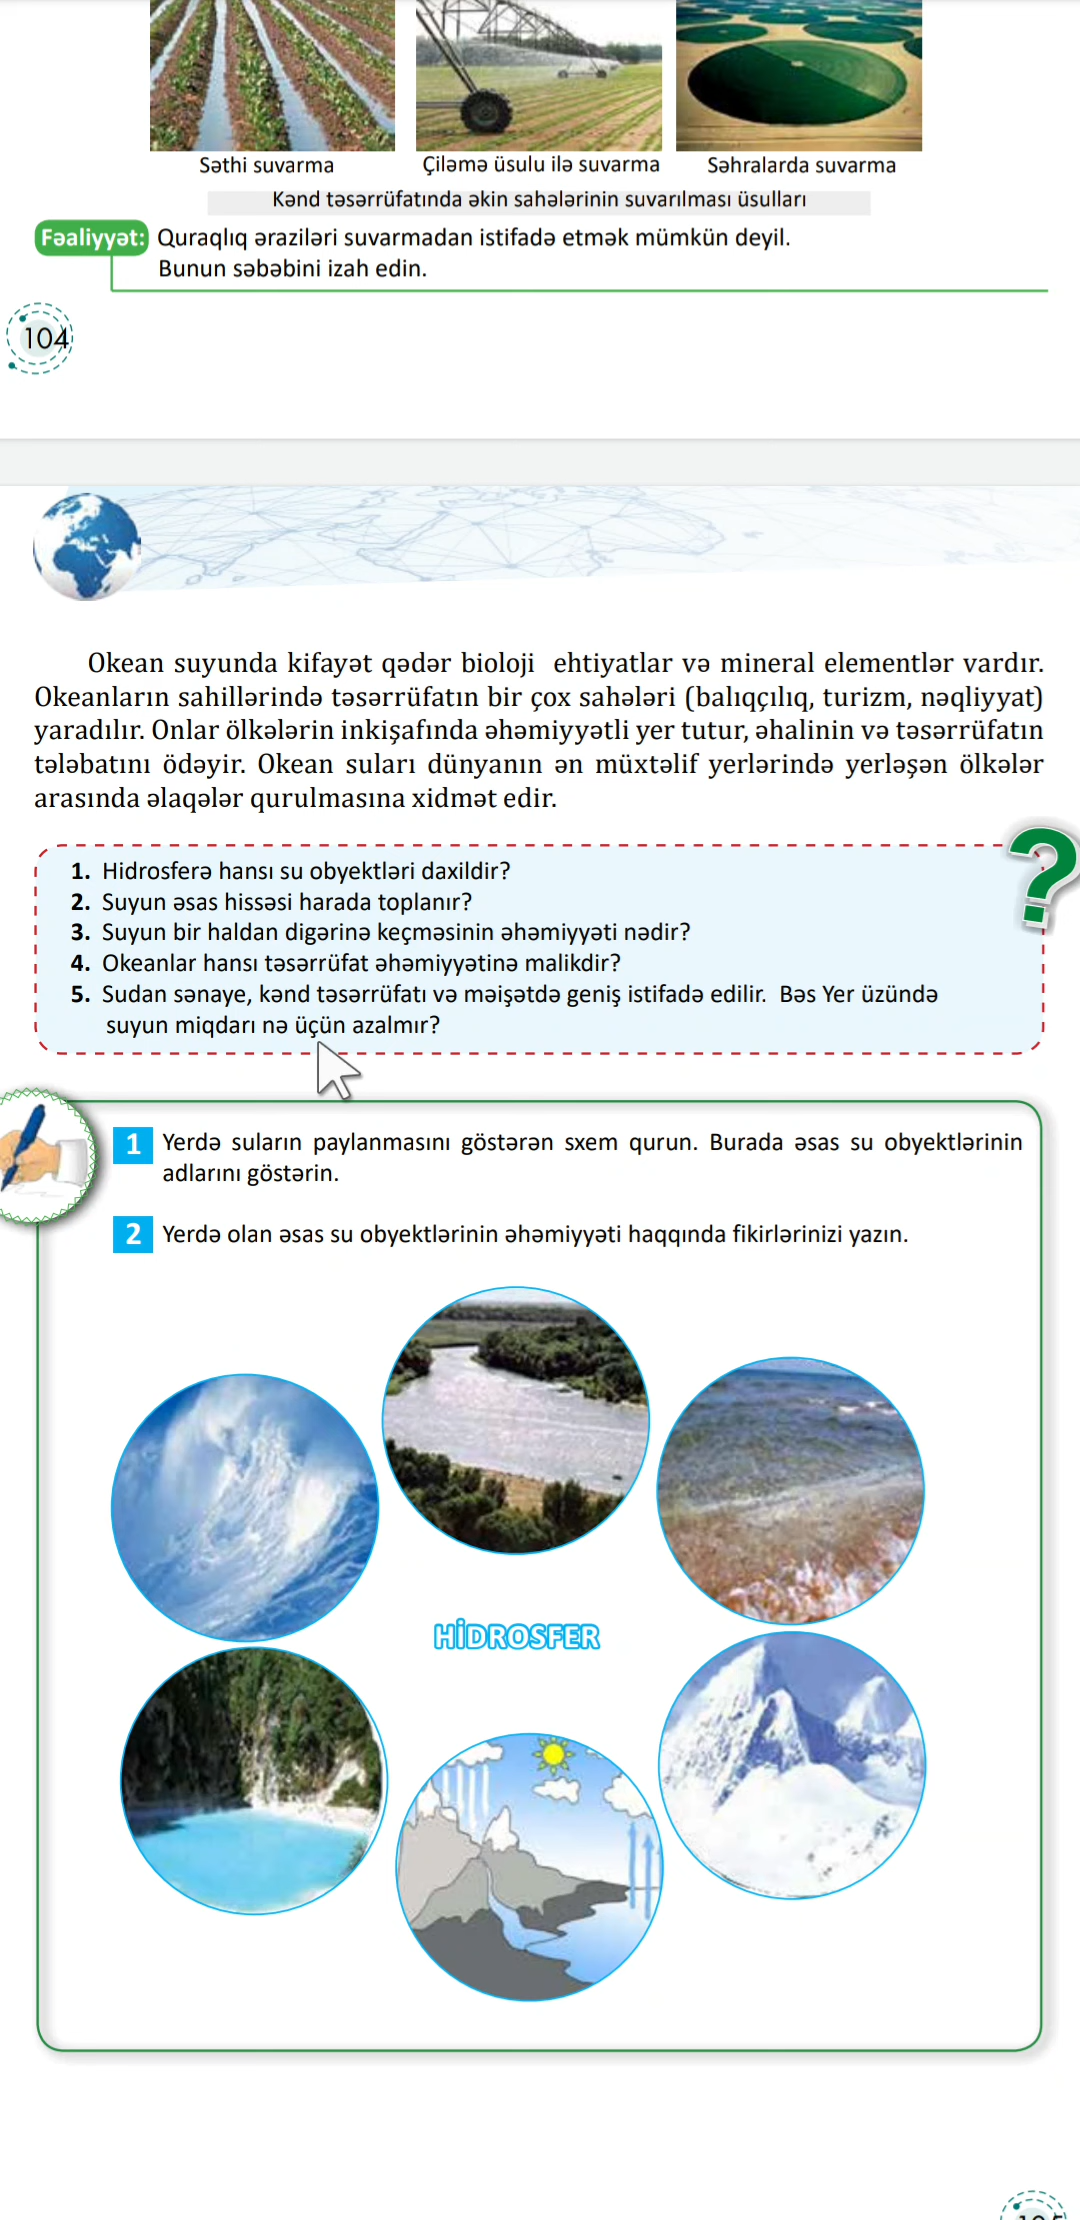 Səthi suvarma
Çiləmə üsulu ilə suvarma
Səhralarda suvarma
Kənd təsərrüfatında əkin sahələrinin suvarılması üsulları
Fəaliyyət: Quraqlıq əraziləri suvarmadan istifadə etmək mümkün deyil.
Bunun səbəbini izah edin.
104
Okean suyunda kifayət qədər bioloji ehtiyatlar və mineral elementlər vardır.
Okeanların sahillərində təsərrüfatın bir çox sahələri (balıqçılıq, turizm, nəqliyyat)
yaradılır. Onlar ölkələrin inkişafında əhəmiyyətli yer tutur, əhalinin və təsərrüfatın
tələbatını ödəyir. Okean suları dünyanın ən müxtəlif yerlərində yerləşən ölkələr
arasında əlaqələr qurulmasına xidmət edir.
?
1. Hidrosferə hansı su obyektləri daxildir?
2. Suyun əsas hissəsi harada toplanır?
3. Suyun bir haldan digərinə keçməsinin əhəmiyyəti nədir?
4. Okeanlar hansı təsərrüfat əhəmiyyətinə malikdir?
5. Sudan sənaye, kənd təsərrüfatı və məişətdə geniş istifadə edilir. Bəs Yer üzündə
suyun miqdarı nə üçün azalmır?
1 Yerdə suların paylanmasını göstərən sxem qurun. Burada əsas su obyektlərinin
adlarını göstərin.
2 Yerdə olan əsas su obyektlərinin əhəmiyyəti haqqında fikirlərinizi yazın.
HİDROSFER